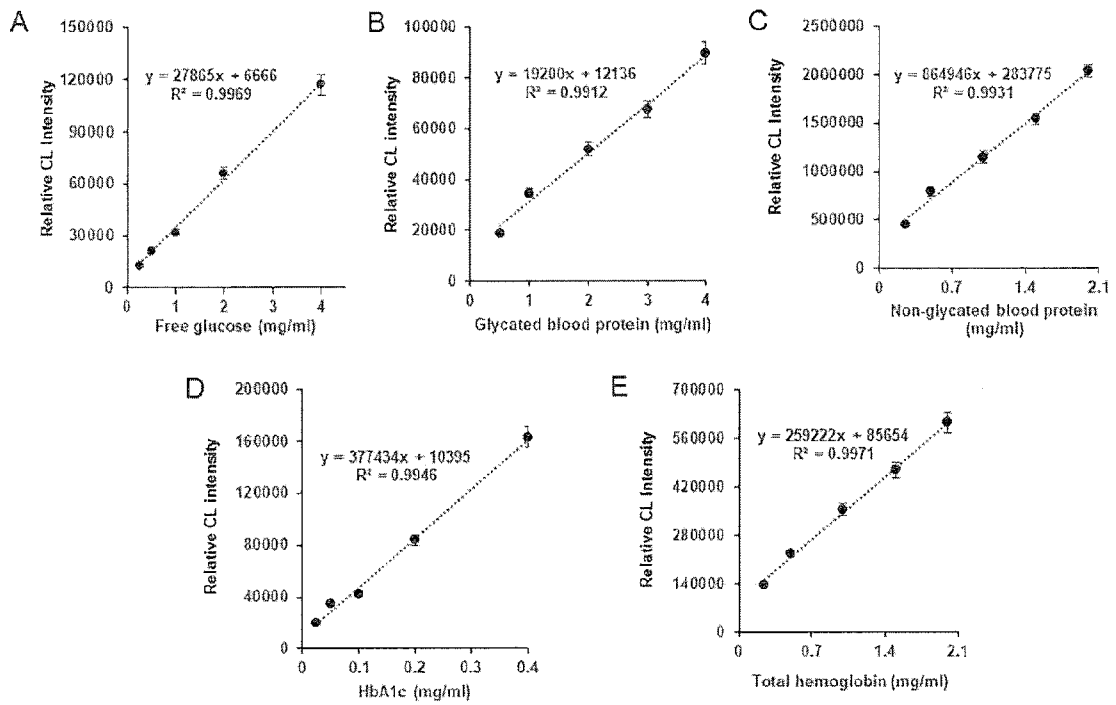 A
150000
120000
90000
60000
30000
0
y = 27865x + 6666
R² = 0.9969
Relative CL Intensity
0 1 2 3 4
Free glucose (mg/ml)
B
100000
80000
60000
40000
20000
0
y = 19200x + 12136
R² = 0.9912
Relative CL intensity
0 1 2 3 4
Glycated blood protein (mg/ml)
C
2500000
2000000
1500000
1000000
500000
0
y = 864946x + 283775
R² = 0.9931
Relative CL Intensity
0 0.7 1.4 2.1
Non-glycated blood protein
(mg/ml)
D
200000
160000
120000
80000
40000
0
y = 377434x + 10395
R² = 0.9946
Relative CL intensity
0 0.1 0.2 0.3 0.4
HbA1c (mg/ml)
E
700000
560000
420000
280000
140000
0
y = 259222x + 85654
R² = 0.9971
Relative CL Intensity
0 0.7 1.4 2.1
Total hemoglobin (mg/ml)